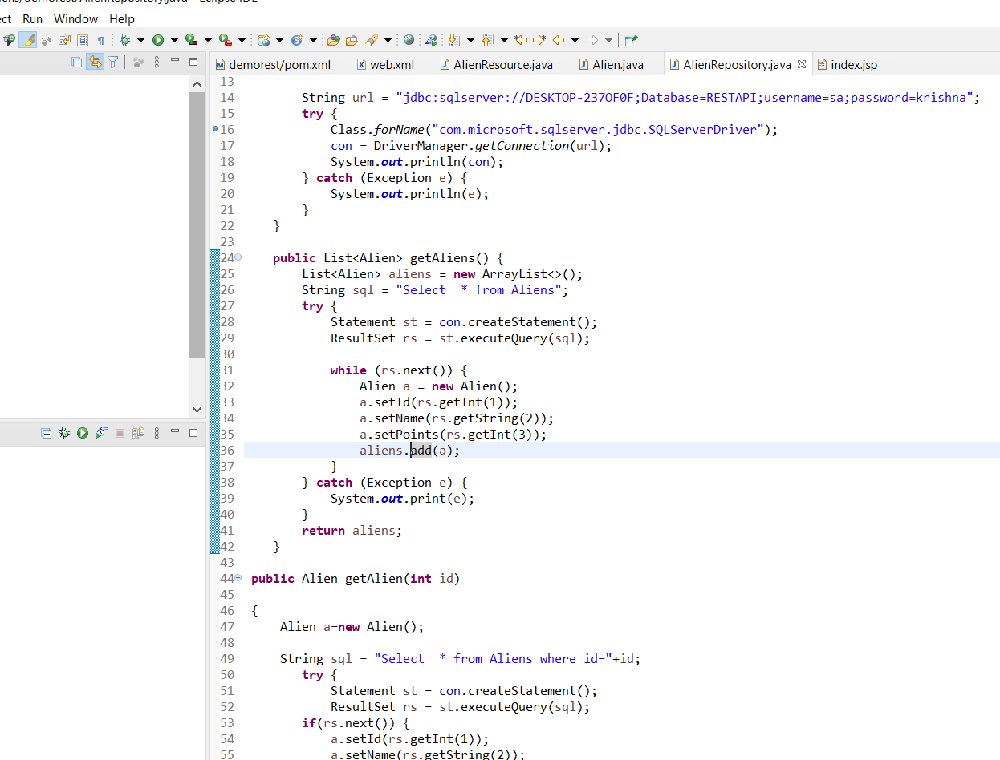 ens/demorest/AlienRepository.java - Eclipse IDE
ect Run Window Help
demorest/pom.xml web.xml AlienResource.java Alien.java AlienRepository.java index.jsp
13
14 String url = "jdbc:sqlserver://DESKTOP-237OF0F;Database=RESTAPI;username=sa;password=krishna";
15 try {
16 Class.forName("com.microsoft.sqlserver.jdbc.SQLServerDriver");
17 con = DriverManager.getConnection(url);
18 System.out.println(con);
19 } catch (Exception e) {
20 System.out.println(e);
21 }
22 }
23
24 public List<Alien> getAliens() {
25 List<Alien> aliens = new ArrayList<>();
26 String sql = "Select  * from Aliens";
27 try {
28 Statement st = con.createStatement();
29 ResultSet rs = st.executeQuery(sql);
30
31 while (rs.next()) {
32 Alien a = new Alien();
33 a.setId(rs.getInt(1));
34 a.setName(rs.getString(2));
35 a.setPoints(rs.getInt(3));
36 aliens.add(a);
37 }
38 } catch (Exception e) {
39 System.out.print(e);
40 }
41 return aliens;
42 }
43
44 public Alien getAlien(int id)
45
46 {
47 Alien a=new Alien();
48
49 String sql = "Select  * from Aliens where id="+id;
50 try {
51 Statement st = con.createStatement();
52 ResultSet rs = st.executeQuery(sql);
53 if(rs.next()) {
54 a.setId(rs.getInt(1));
55 a.setName(rs.getString(2));